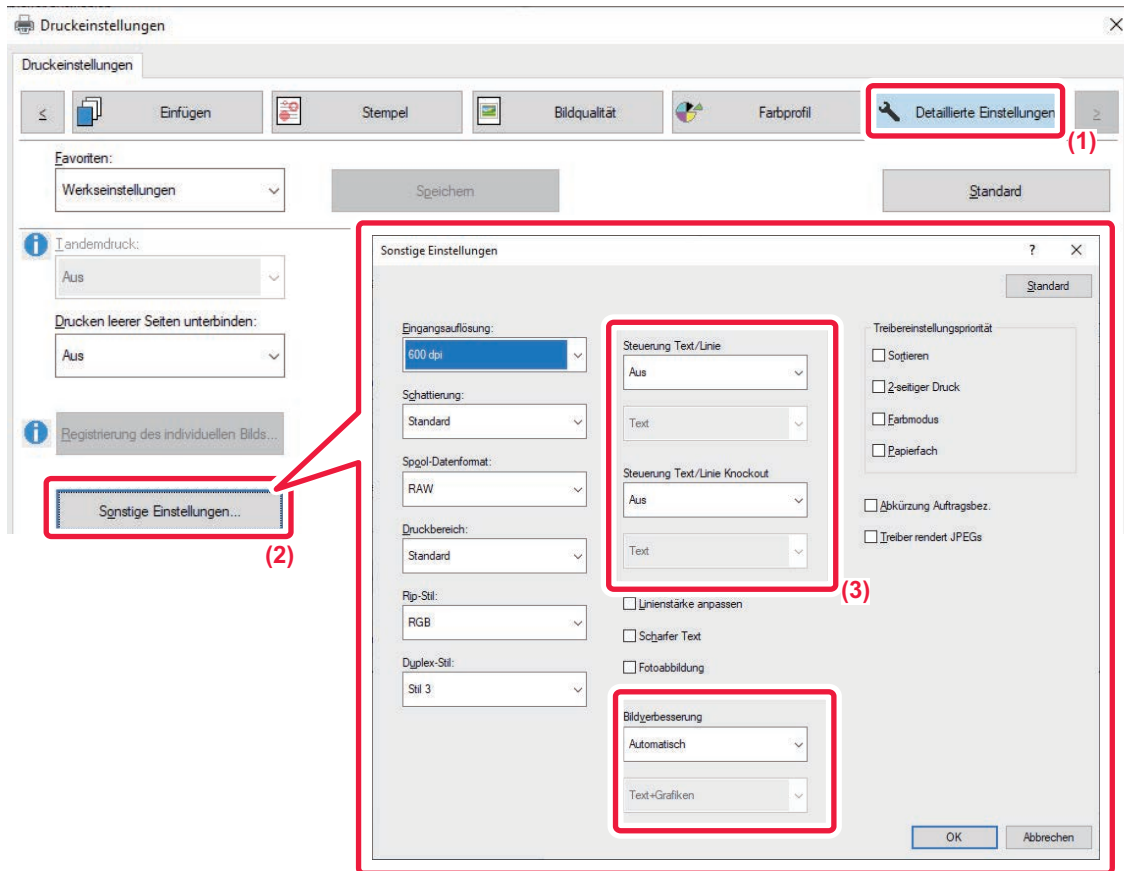 Druckeinstellungen
Druckeinstellungen
< Einfügen Stempel Bildqualität Farbprofil Detaillierte Einstellungen >
(1)
Favoriten:
Werkseinstellungen Speichern Standard
Tandemdruck:
Aus
Drucken leerer Seiten unterbinden:
Aus
Registrierung des individuellen Bilds...
Sonstige Einstellungen...
(2)
Sonstige Einstellungen ?
Standard
Eingangsauflösung:
600 dpi
Schattierung:
Standard
Spool-Datenformat:
RAW
Druckbereich:
Standard
Rip-Stil:
RGB
Duplex-Stil:
Stil 3
Steuerung Text/Linie
Aus
Text
Steuerung Text/Linie Knockout
Aus
Text
(3)
Linienstärke anpassen
Scharfer Text
Fotoabbildung
Bildverbesserung
Automatisch
Text+Grafiken
Treibereinstellungspriorität
Sortieren
2-seitiger Druck
Farbmodus
Papierfach
Abkürzung Auftragsbez.
Treiber rendert JPEGs
OK Abbrechen